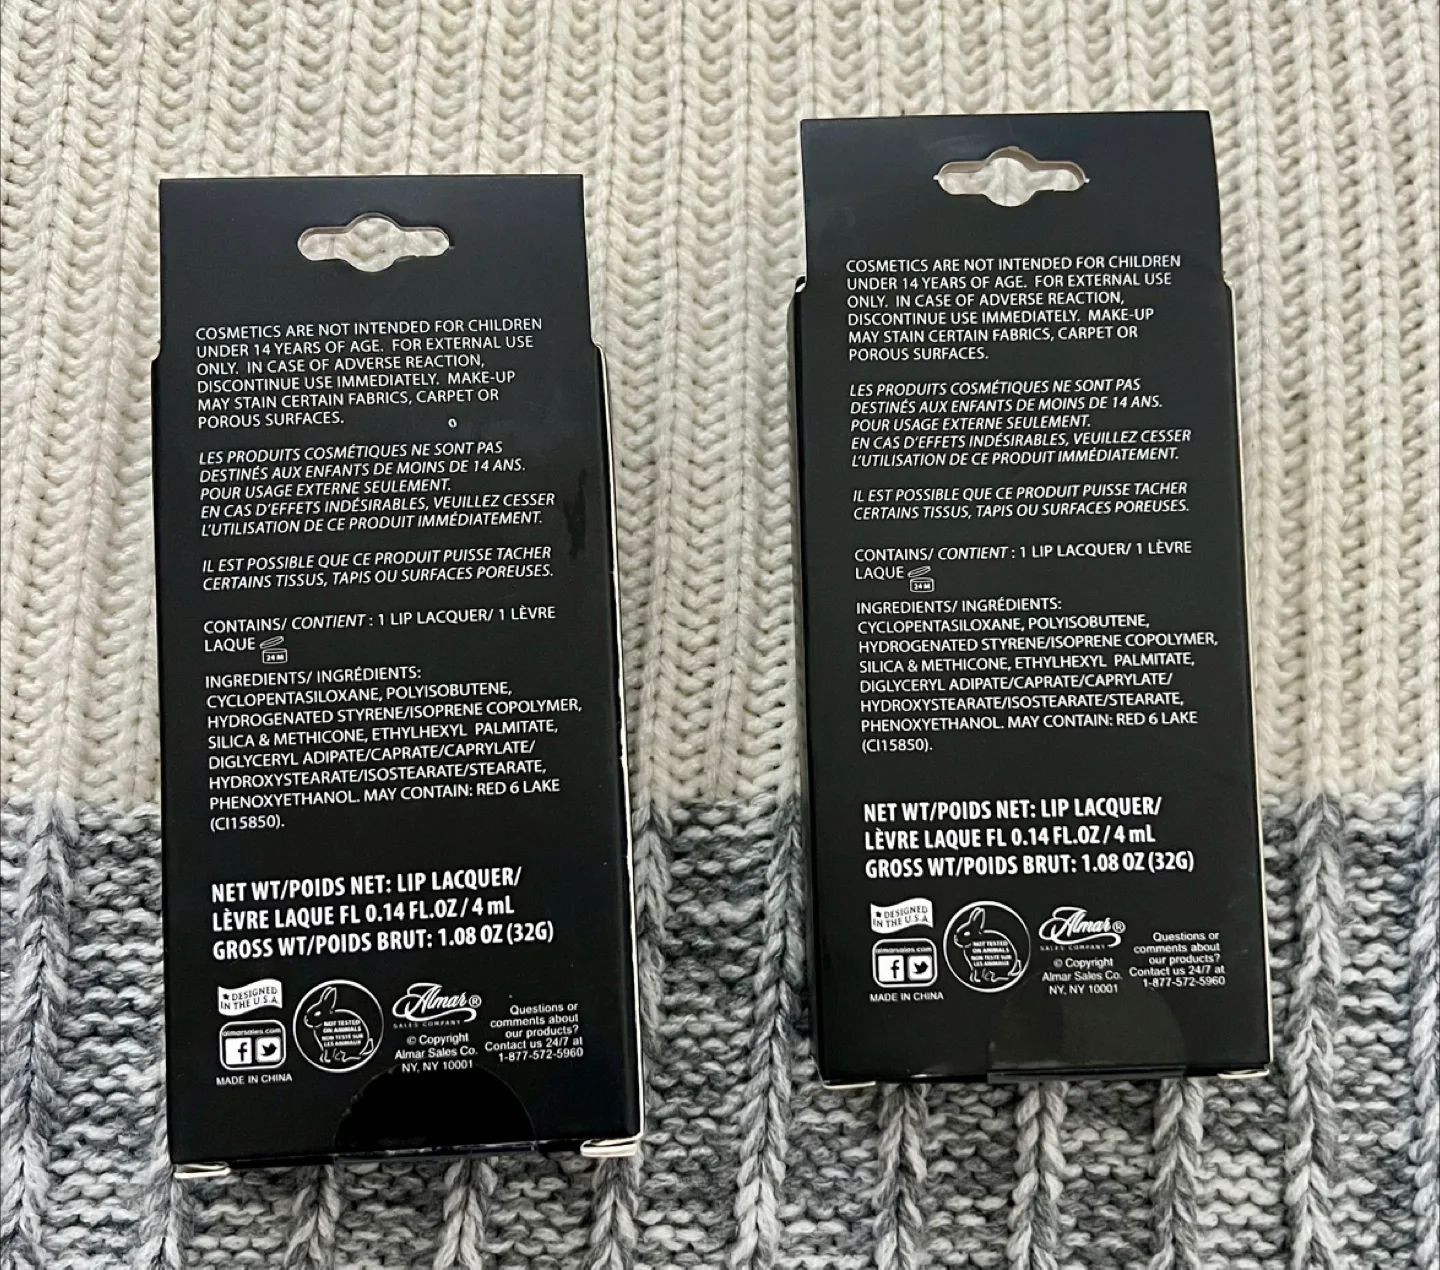 COSMETICS ARE NOT INTENDED FOR CHILDREN
UNDER 14 YEARS OF AGE. FOR EXTERNAL USE
ONLY. IN CASE OF ADVERSE REACTION,
DISCONTINUE USE IMMEDIATELY. MAKE-UP
MAY STAIN CERTAIN FABRICS, CARPET OR
POROUS SURFACES.
LES PRODUITS COSMÉTIQUES NE SONT PAS
DESTINÉS AUX ENFANTS DE MOINS DE 14 ANS.
POUR USAGE EXTERNE SEULEMENT.
EN CAS D'EFFETS INDÉSIRABLES, VEUILLEZ CESSER
L'UTILISATION DE CE PRODUIT IMMÉDIATEMENT.
IL EST POSSIBLE QUE CE PRODUIT PUISSE TACHER
CERTAINS TISSUS, TAPIS OU SURFACES POREUSES.
CONTAINS/ CONTIENT : 1 LIP LACQUER/ 1 LÈVRE
LAQUE
24 M
INGREDIENTS/ INGRÉDIENTS:
CYCLOPENTASILOXANE, POLYISOBUTENE,
HYDROGENATED STYRENE/ISOPRENE COPOLYMER,
SILICA & METHICONE, ETHYLHEXYL PALMITATE,
DIGLYCERYL ADIPATE/CAPRATE/CAPRYLATE/
HYDROXYSTEARATE/ISOSTEARATE/STEARATE,
PHENOXYETHANOL. MAY CONTAIN: RED 6 LAKE
(CI15850).
NET WT/POIDS NET: LIP LACQUER/
LÈVRE LAQUE FL 0.14 FL.OZ / 4 mL
GROSS WT/POIDS BRUT: 1.08 OZ (32G)
DESIGNED
IN THE U.S.A.
almarsales.com
MADE IN CHINA
NOT TESTED
ON ANIMALS
NON TESTÉ SUR
LES ANIMAUX
Almar®
SALES COMPANY
© Copyright
Almar Sales Co.
NY, NY 10001
Questions or
comments about
our products?
Contact us 24/7 at
1-877-572-5960
COSMETICS ARE NOT INTENDED FOR CHILDREN
UNDER 14 YEARS OF AGE. FOR EXTERNAL USE
ONLY. IN CASE OF ADVERSE REACTION,
DISCONTINUE USE IMMEDIATELY. MAKE-UP
MAY STAIN CERTAIN FABRICS, CARPET OR
POROUS SURFACES.
LES PRODUITS COSMÉTIQUES NE SONT PAS
DESTINÉS AUX ENFANTS DE MOINS DE 14 ANS.
POUR USAGE EXTERNE SEULEMENT.
EN CAS D'EFFETS INDÉSIRABLES, VEUILLEZ CESSER
L'UTILISATION DE CE PRODUIT IMMÉDIATEMENT.
IL EST POSSIBLE QUE CE PRODUIT PUISSE TACHER
CERTAINS TISSUS, TAPIS OU SURFACES POREUSES.
CONTAINS/ CONTIENT : 1 LIP LACQUER/ 1 LÈVRE
LAQUE
24 M
INGREDIENTS/ INGRÉDIENTS:
CYCLOPENTASILOXANE, POLYISOBUTENE,
HYDROGENATED STYRENE/ISOPRENE COPOLYMER,
SILICA & METHICONE, ETHYLHEXYL PALMITATE,
DIGLYCERYL ADIPATE/CAPRATE/CAPRYLATE/
HYDROXYSTEARATE/ISOSTEARATE/STEARATE,
PHENOXYETHANOL. MAY CONTAIN: RED 6 LAKE
(CI15850).
NET WT/POIDS NET: LIP LACQUER/
LÈVRE LAQUE FL 0.14 FL.OZ / 4 mL
GROSS WT/POIDS BRUT: 1.08 OZ (32G)
DESIGNED
IN THE U.S.A.
almarsales.com
MADE IN CHINA
NOT TESTED
ON ANIMALS
NON TESTÉ SUR
LES ANIMAUX
Almar®
SALES COMPANY
© Copyright
Almar Sales Co.
NY, NY 10001
Questions or
comments about
our products?
Contact us 24/7 at
1-877-572-5960